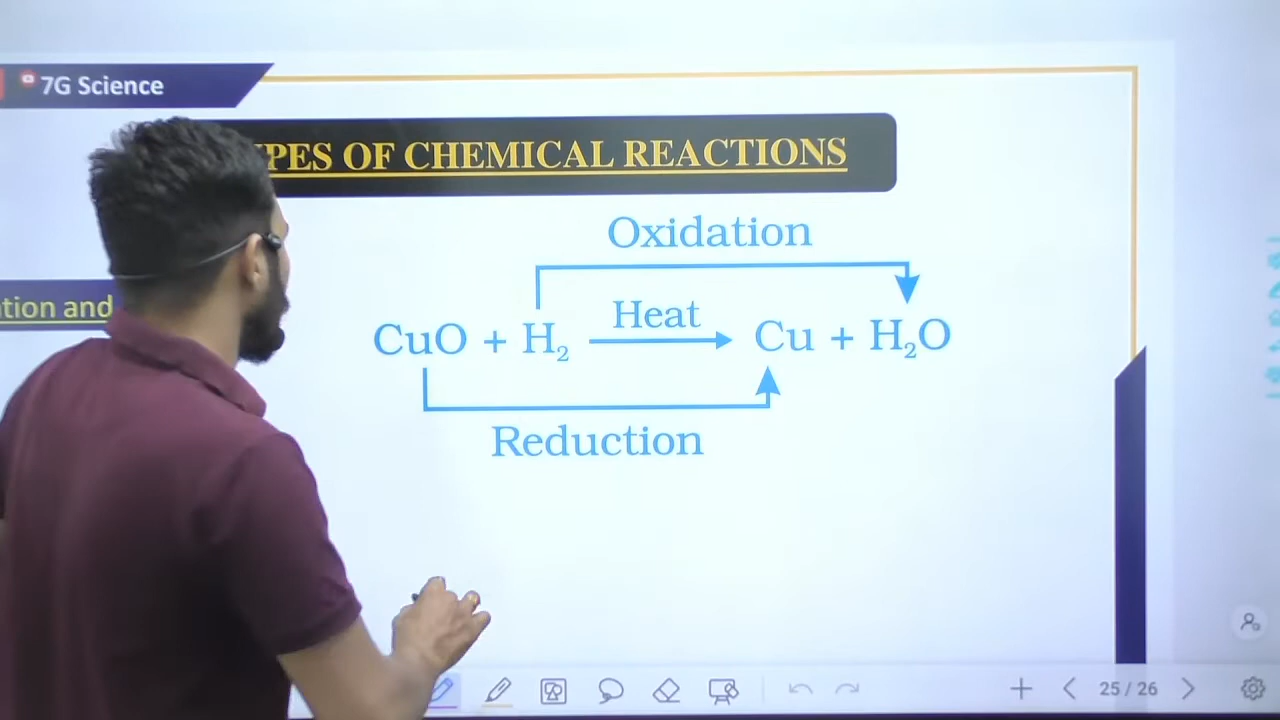 7G Science
PES OF CHEMICAL REACTIONS
Oxidation
tion and
Heat
CuO + H₂ → Cu + H₂O
Reduction
25 / 26